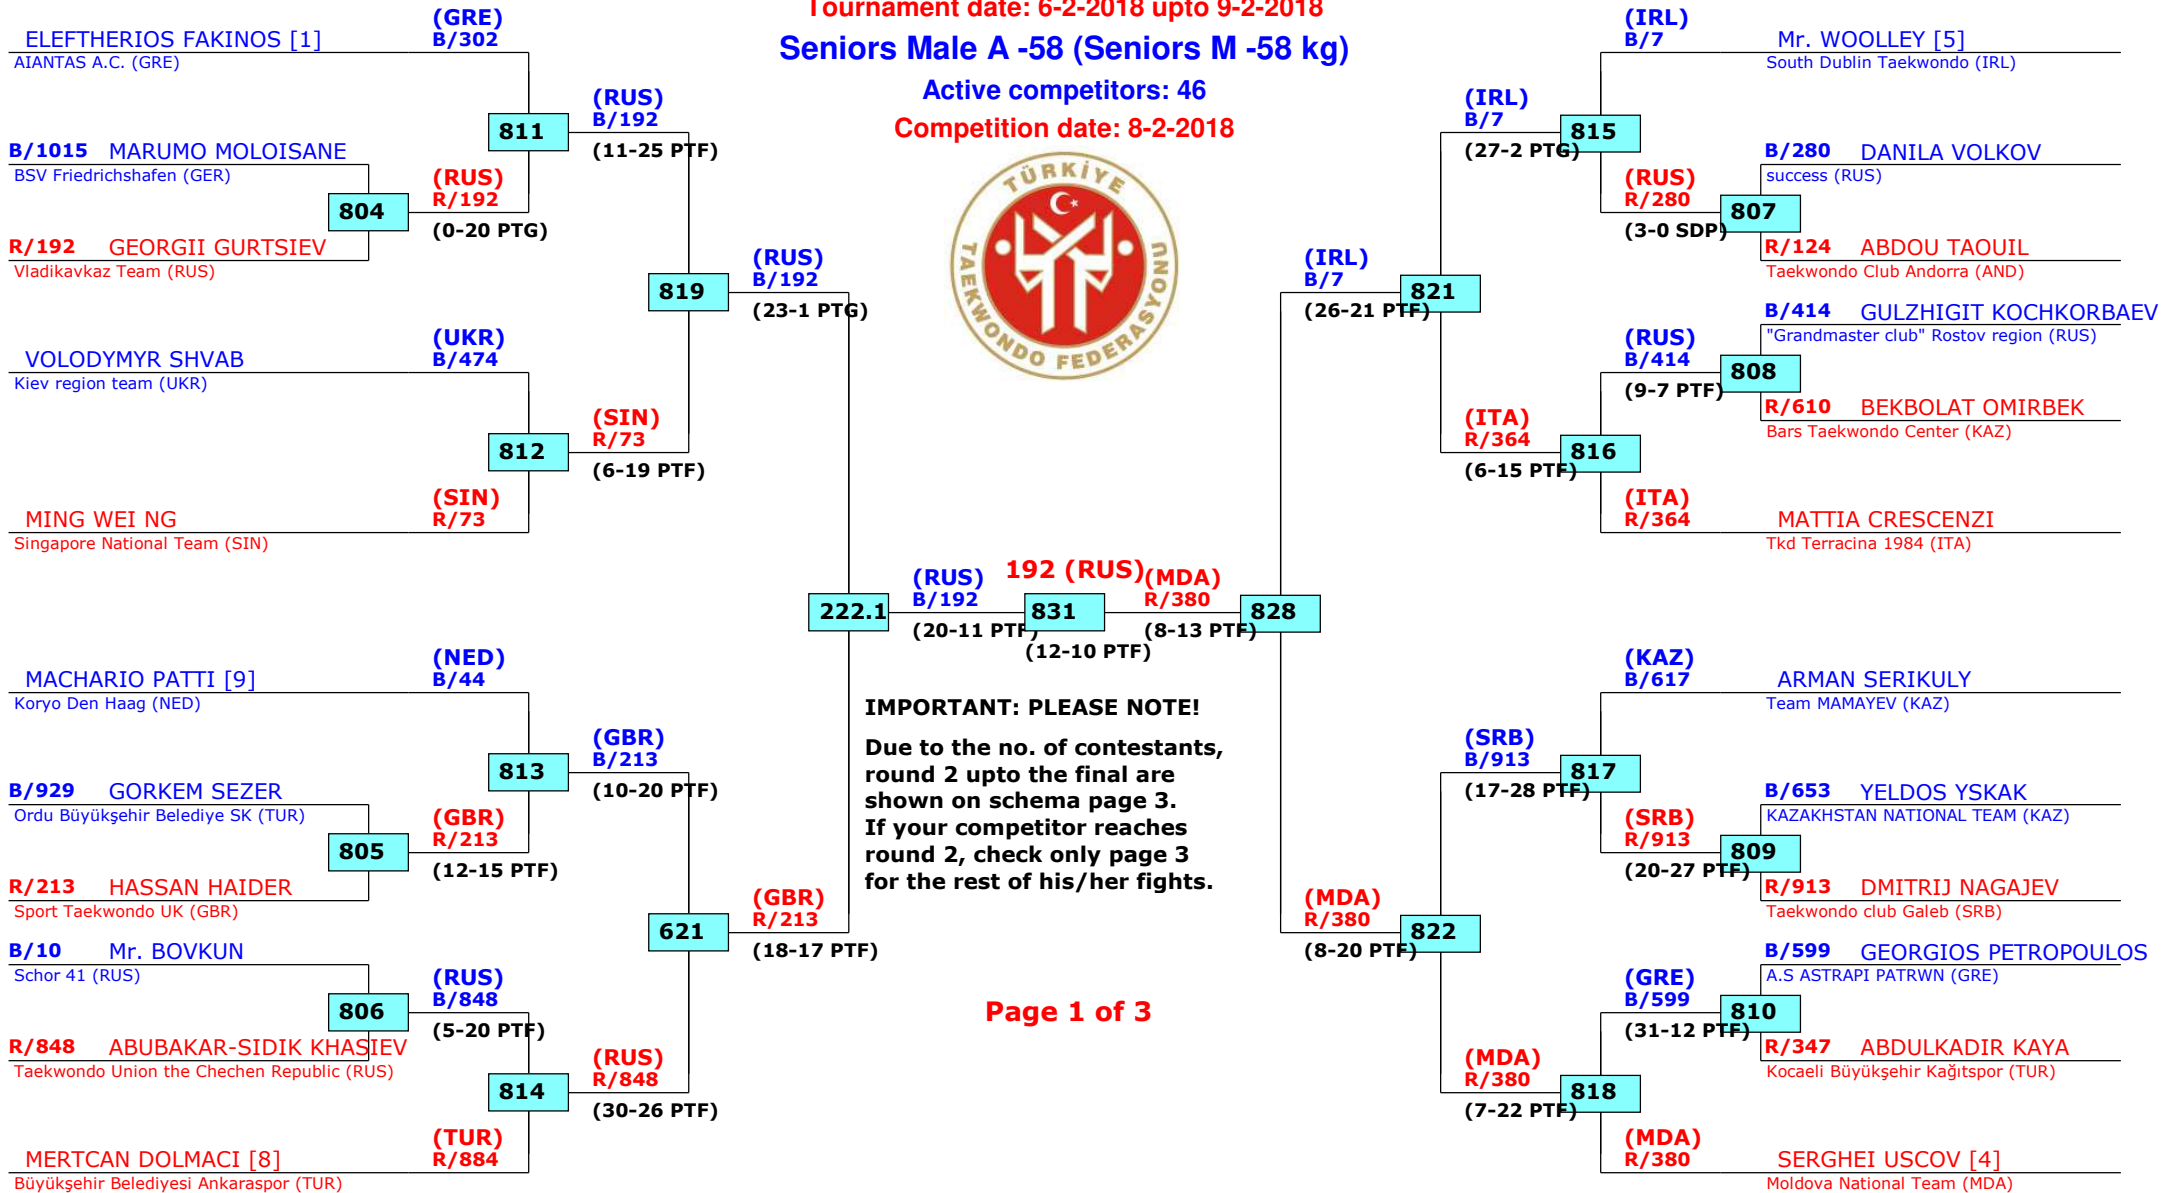 Tournament date: 6-2-2018 upto 9-2-2018
Seniors Male A -58 (Seniors M -58 kg)
Active competitors: 46
Competition date: 8-2-2018
TÜRKİYE
TAEKWONDO FEDERASYONU
ELEFTHERIOS FAKINOS [1]
AIANTAS A.C. (GRE)
(GRE)
B/302
B/1015 MARUMO MOLOISANE
BSV Friedrichshafen (GER)
804
R/192 GEORGII GURTSIEV
Vladikavkaz Team (RUS)
(RUS)
R/192
(0-20 PTG)
811
(RUS)
B/192
(11-25 PTF)
VOLODYMYR SHVAB
Kiev region team (UKR)
(UKR)
B/474
812
MING WEI NG
Singapore National Team (SIN)
(SIN)
R/73
(SIN)
R/73
(6-19 PTF)
819
(RUS)
B/192
(23-1 PTG)
MACHARIO PATTI [9]
Koryo Den Haag (NED)
(NED)
B/44
B/929 GORKEM SEZER
Ordu Büyükşehir Belediye SK (TUR)
805
R/213 HASSAN HAIDER
Sport Taekwondo UK (GBR)
(GBR)
R/213
(12-15 PTF)
813
(GBR)
B/213
(10-20 PTF)
B/10 Mr. BOVKUN
Schor 41 (RUS)
806
R/848 ABUBAKAR-SIDIK KHASIEV
Taekwondo Union the Chechen Republic (RUS)
(RUS)
B/848
(5-20 PTF)
814
MERTCAN DOLMACI [8]
Büyükşehir Belediyesi Ankaraspor (TUR)
(TUR)
R/884
(RUS)
R/848
(30-26 PTF)
621
(GBR)
R/213
(18-17 PTF)
222.1
(RUS)
B/192
(20-11 PTF)
192 (RUS)
831
(12-10 PTF)
(MDA)
R/380
(8-13 PTF)
828
IMPORTANT: PLEASE NOTE!
Due to the no. of contestants,
round 2 upto the final are
shown on schema page 3.
If your competitor reaches
round 2, check only page 3
for the rest of his/her fights.
Page 1 of 3
(IRL)
B/7
Mr. WOOLLEY [5]
South Dublin Taekwondo (IRL)
(IRL)
B/7
(27-2 PTG)
815
B/280 DANILA VOLKOV
success (RUS)
(RUS)
R/280
(3-0 SDP)
807
R/124 ABDOU TAOUIL
Taekwondo Club Andorra (AND)
(IRL)
B/7
(26-21 PTF)
821
B/414 GULZHIGIT KOCHKORBAEV
"Grandmaster club" Rostov region (RUS)
(RUS)
B/414
(9-7 PTF)
808
R/610 BEKBOLAT OMIRBEK
Bars Taekwondo Center (KAZ)
(ITA)
R/364
(6-15 PTF)
816
(ITA)
R/364
MATTIA CRESCENZI
Tkd Terracina 1984 (ITA)
(KAZ)
B/617
ARMAN SERIKULY
Team MAMAYEV (KAZ)
(SRB)
B/913
(17-28 PTF)
817
B/653 YELDOS YSKAK
KAZAKHSTAN NATIONAL TEAM (KAZ)
(SRB)
R/913
(20-27 PTF)
809
R/913 DMITRIJ NAGAJEV
Taekwondo club Galeb (SRB)
(MDA)
R/380
(8-20 PTF)
822
B/599 GEORGIOS PETROPOULOS
A.S ASTRAPI PATRWN (GRE)
(GRE)
B/599
(31-12 PTF)
810
R/347 ABDULKADIR KAYA
Kocaeli Büyükşehir Kağıtspor (TUR)
(MDA)
R/380
(7-22 PTF)
818
(MDA)
R/380
SERGHEI USCOV [4]
Moldova National Team (MDA)